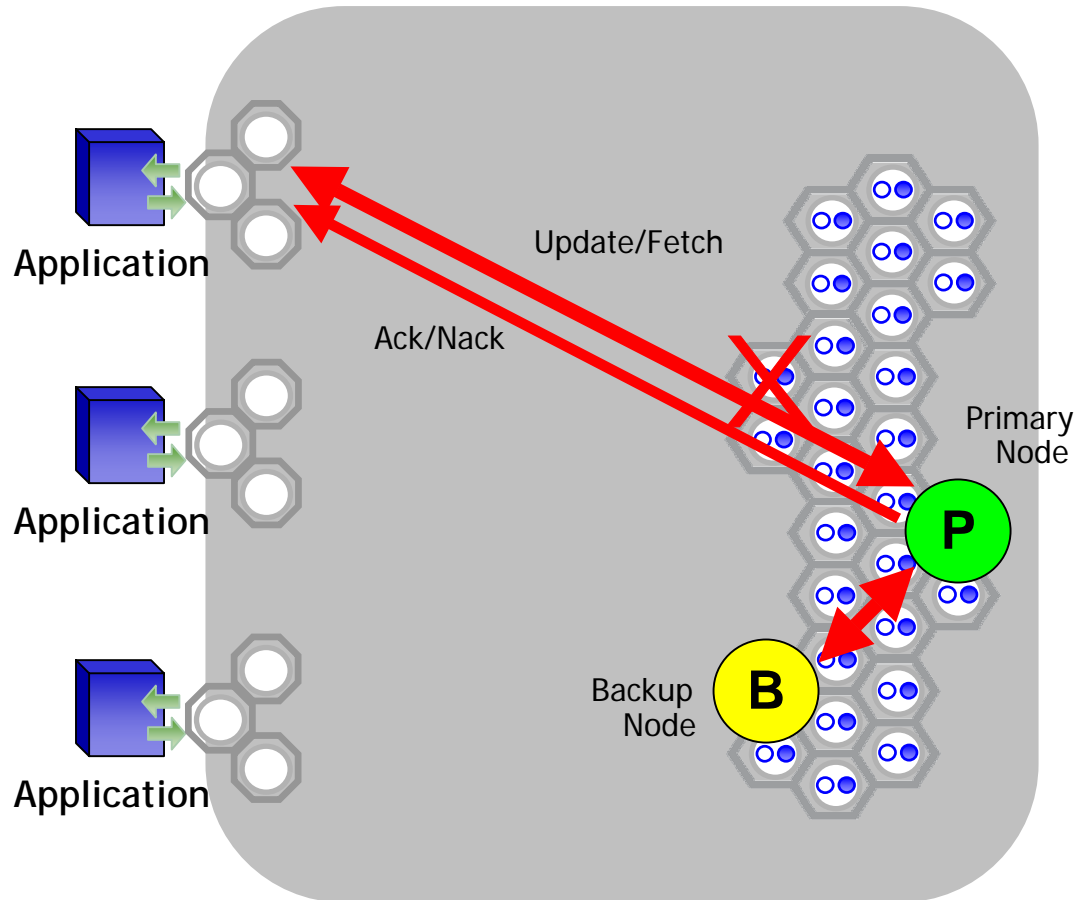 Application
Update/Fetch
Ack/Nack
Primary
Node
Application
P
B
Backup
Node
Application